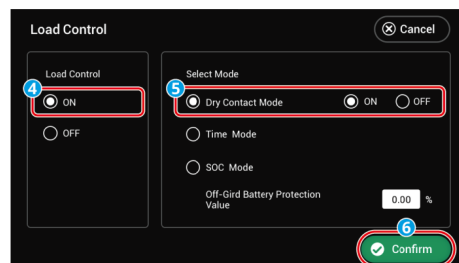 Load Control
Cancel
Load Control
4
ON
OFF
Select Mode
5
Dry Contact Mode ON OFF
Time Mode
SOC Mode
Off-Gird Battery Protection
Value
0.00 %
6
Confirm